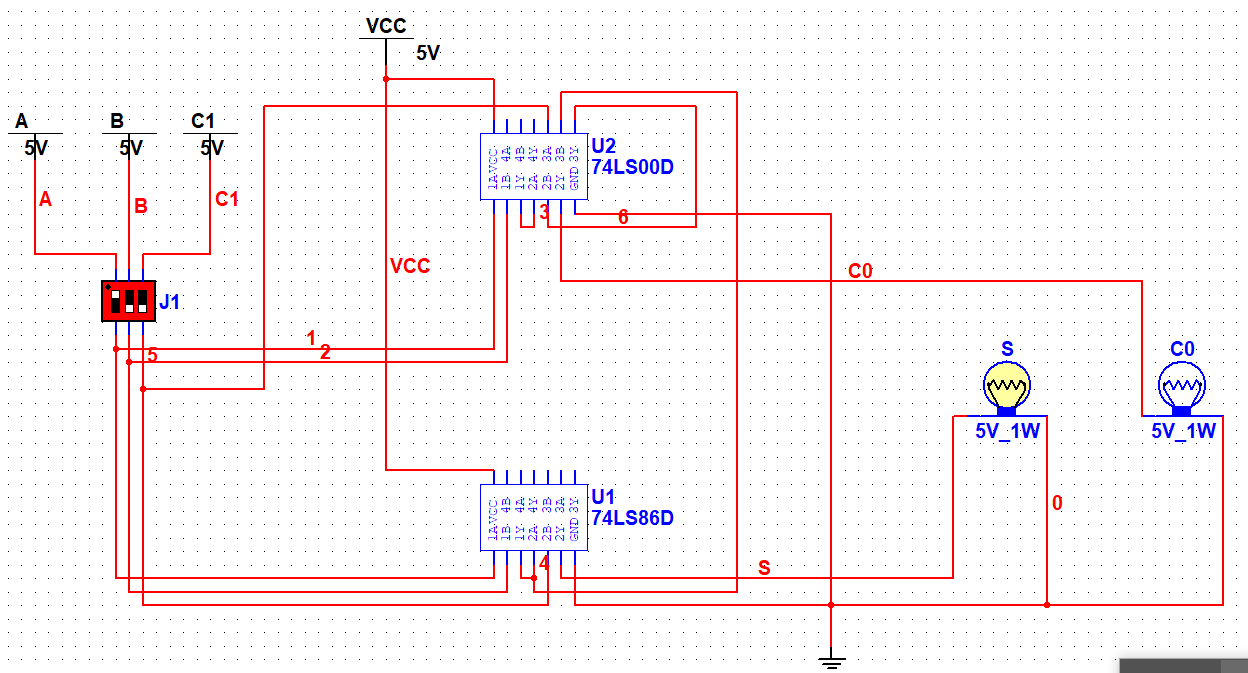 VCC
5V
A
B
C1
5V
5V
5V
A
B
C1
U2
74LS00D
1A VCC
1B 4A
1Y 4B
2A 4Y
2B 3A
2Y 3B
GND 3Y
3
6
VCC
C0
J1
1
2
5
S
C0
5V_1W
5V_1W
U1
74LS86D
1A VCC
1B 4B
1Y 4A
2A 4Y
2B 3B
2Y 3A
GND 3Y
0
4
S